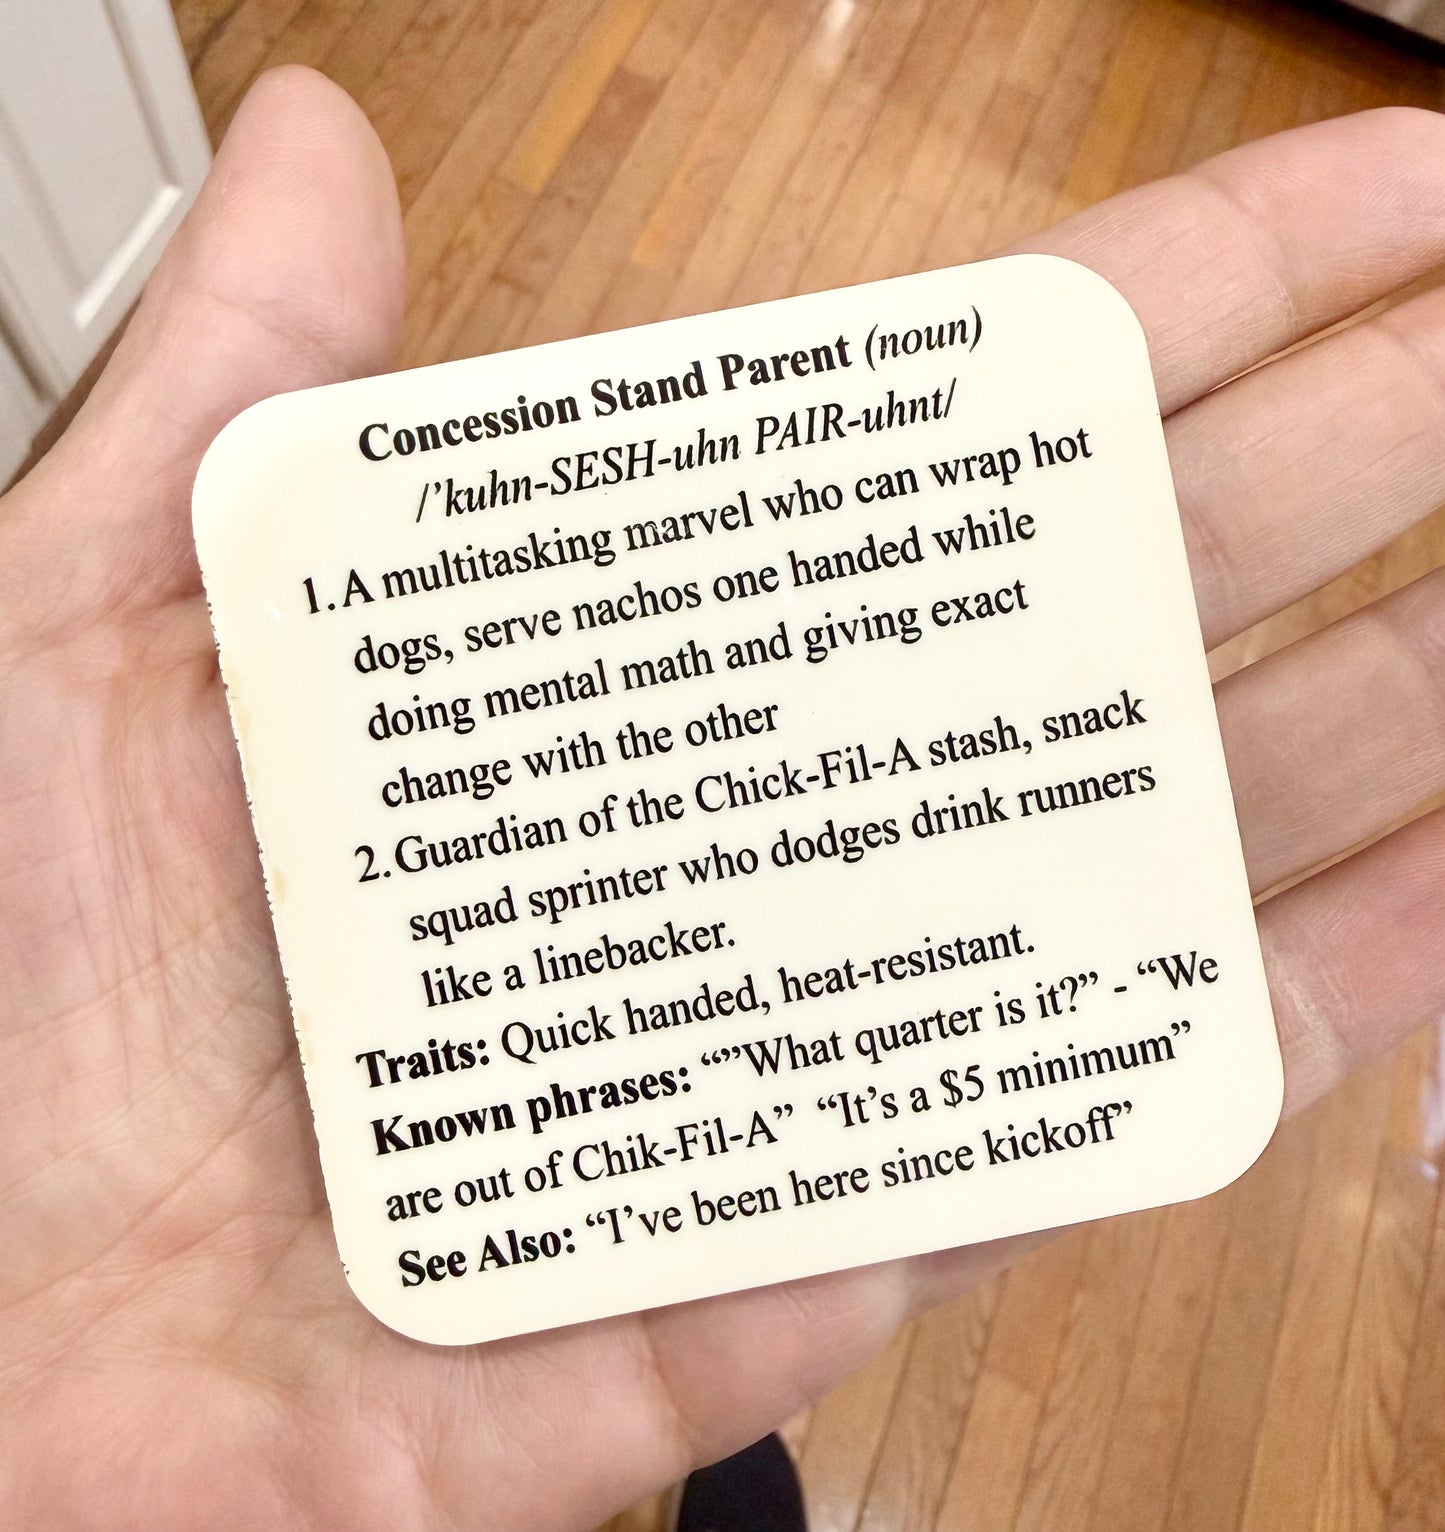 Concession Stand Parent (noun)
/’kuhn-SESH-uhn PAIR-uhnt/
1. A multitasking marvel who can wrap hot
dogs, serve nachos one handed while
doing mental math and giving exact
change with the other
2. Guardian of the Chick-Fil-A stash, snack
squad sprinter who dodges drink runners
like a linebacker.
Traits: Quick handed, heat-resistant.
Known phrases: “”What quarter is it?” - “We
are out of Chik-Fil-A” “It’s a $5 minimum”
See Also: “I’ve been here since kickoff”